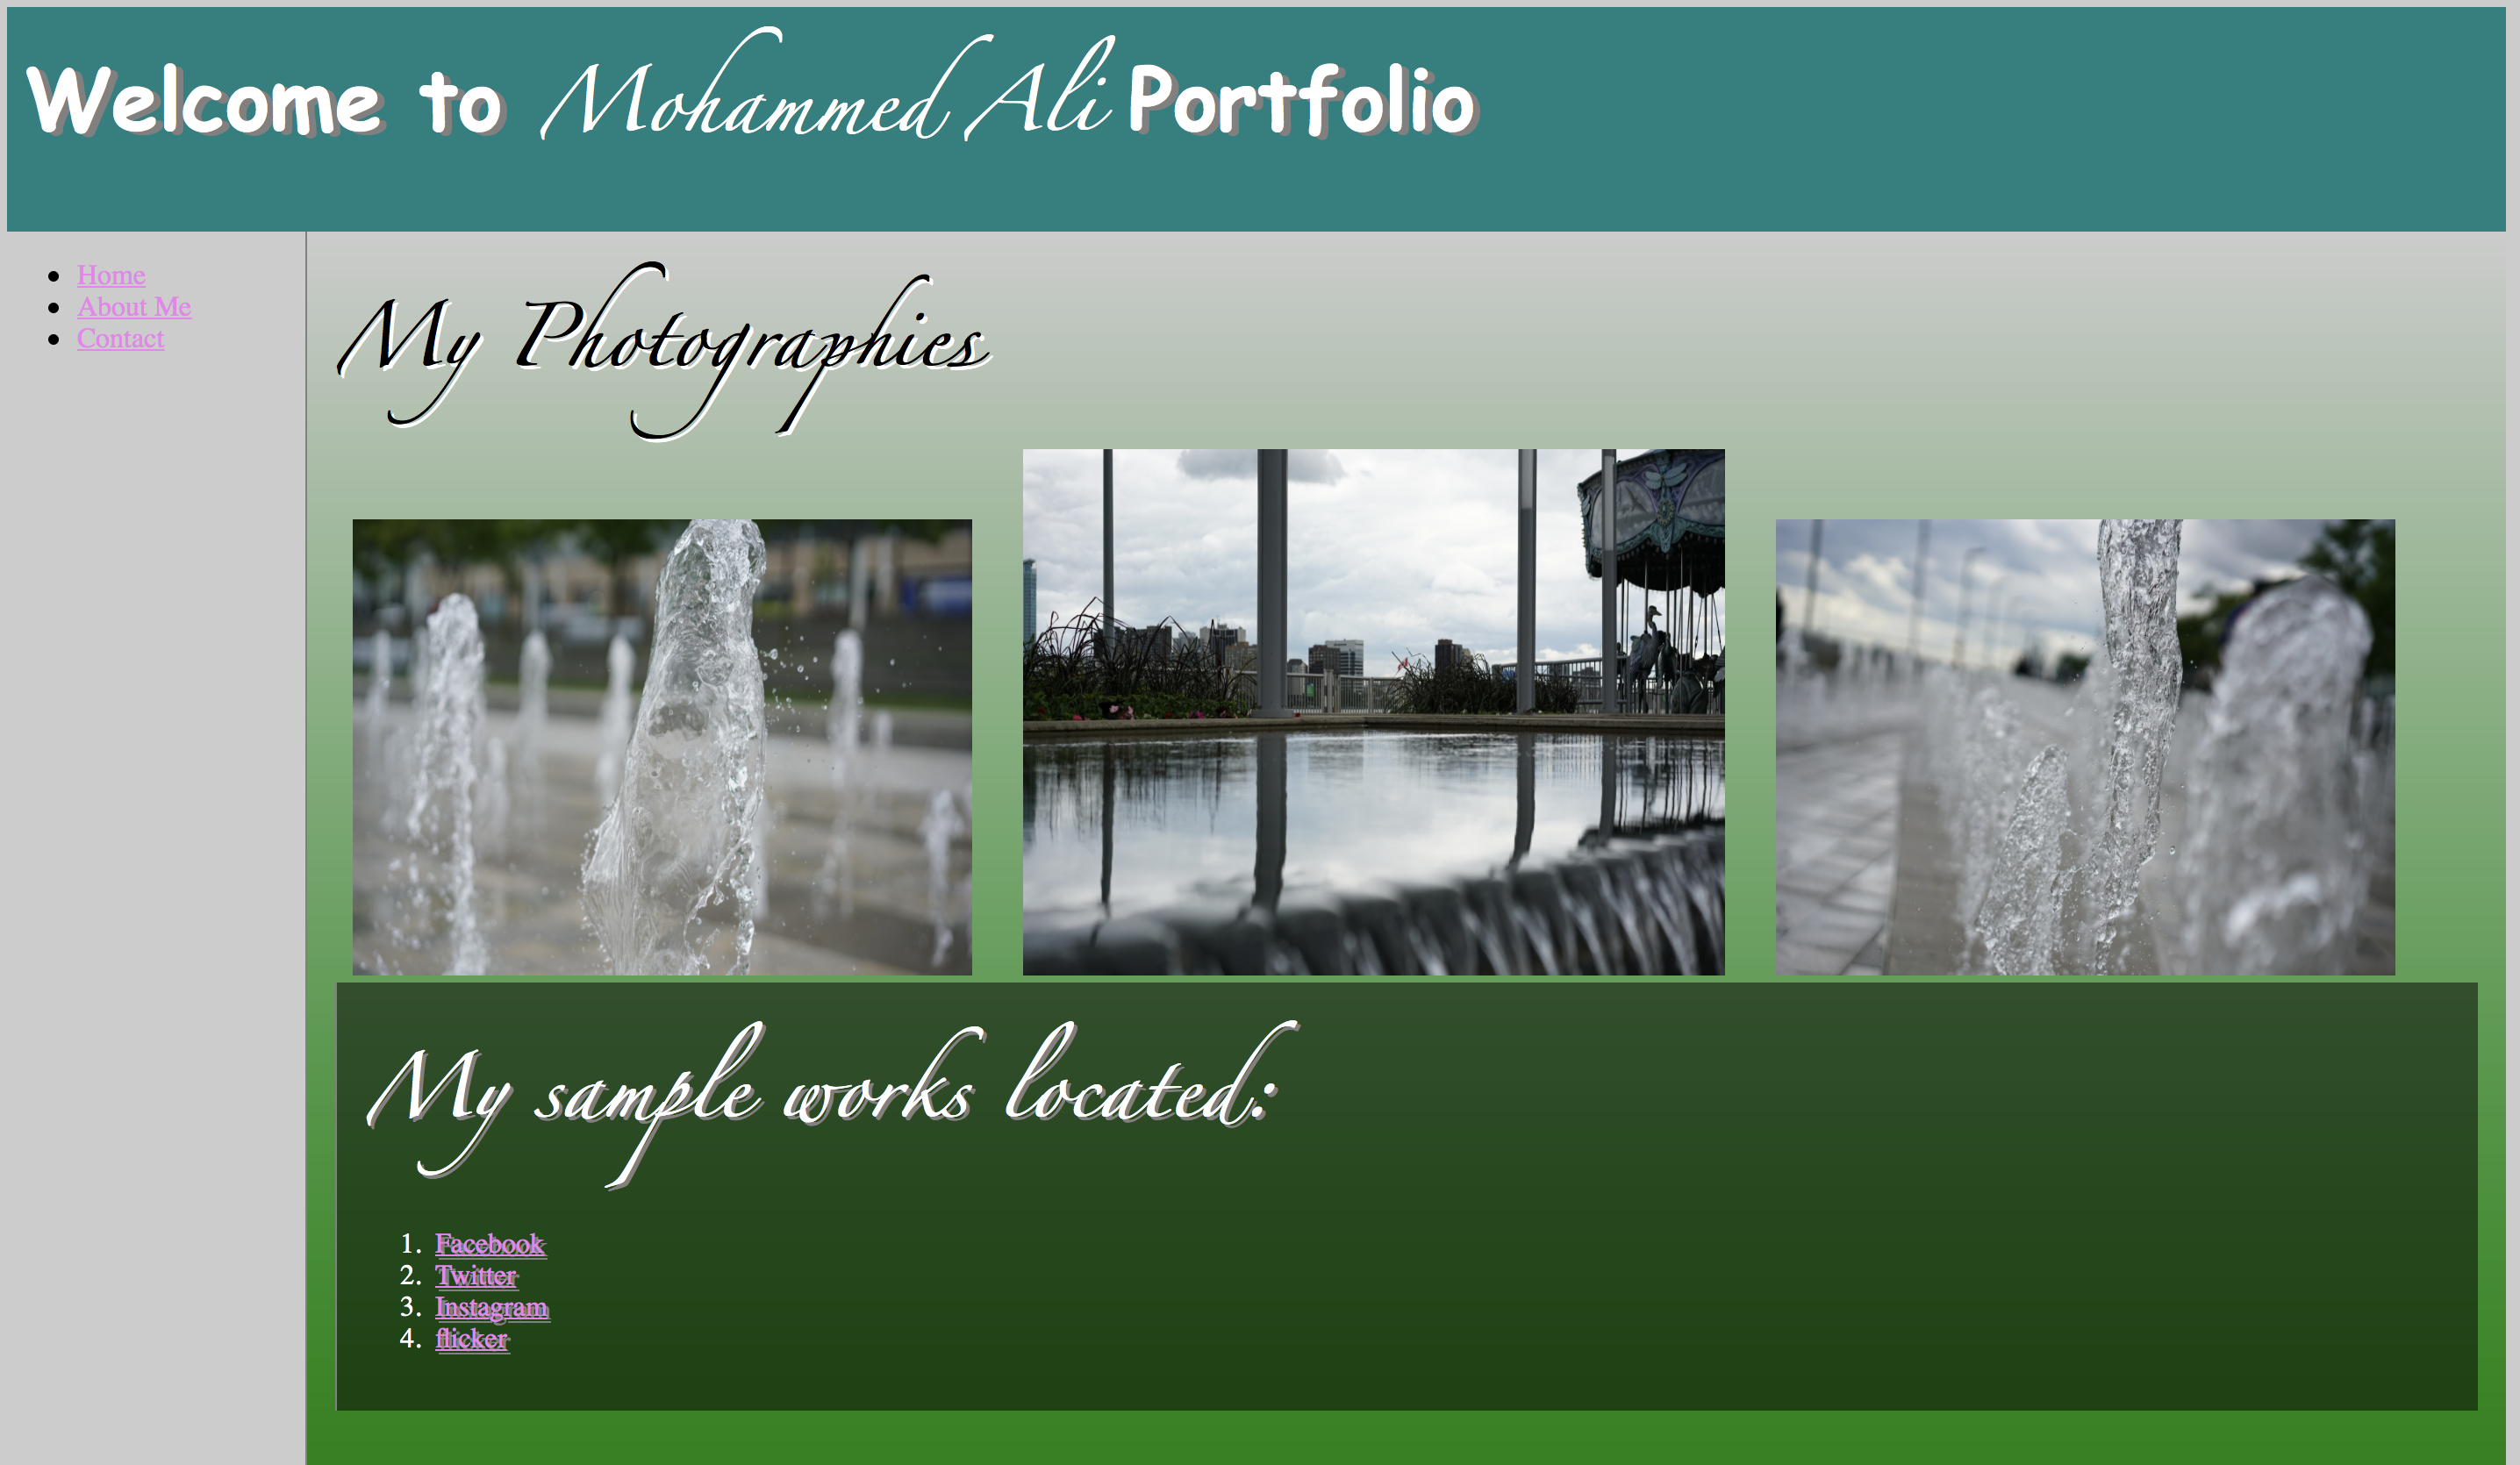 Welcome to Mohammed Ali Portfolio
Home
About Me
Contact
My Photographies
My sample works located:
1. Facebook
2. Twitter
3. Instagram
4. flicker